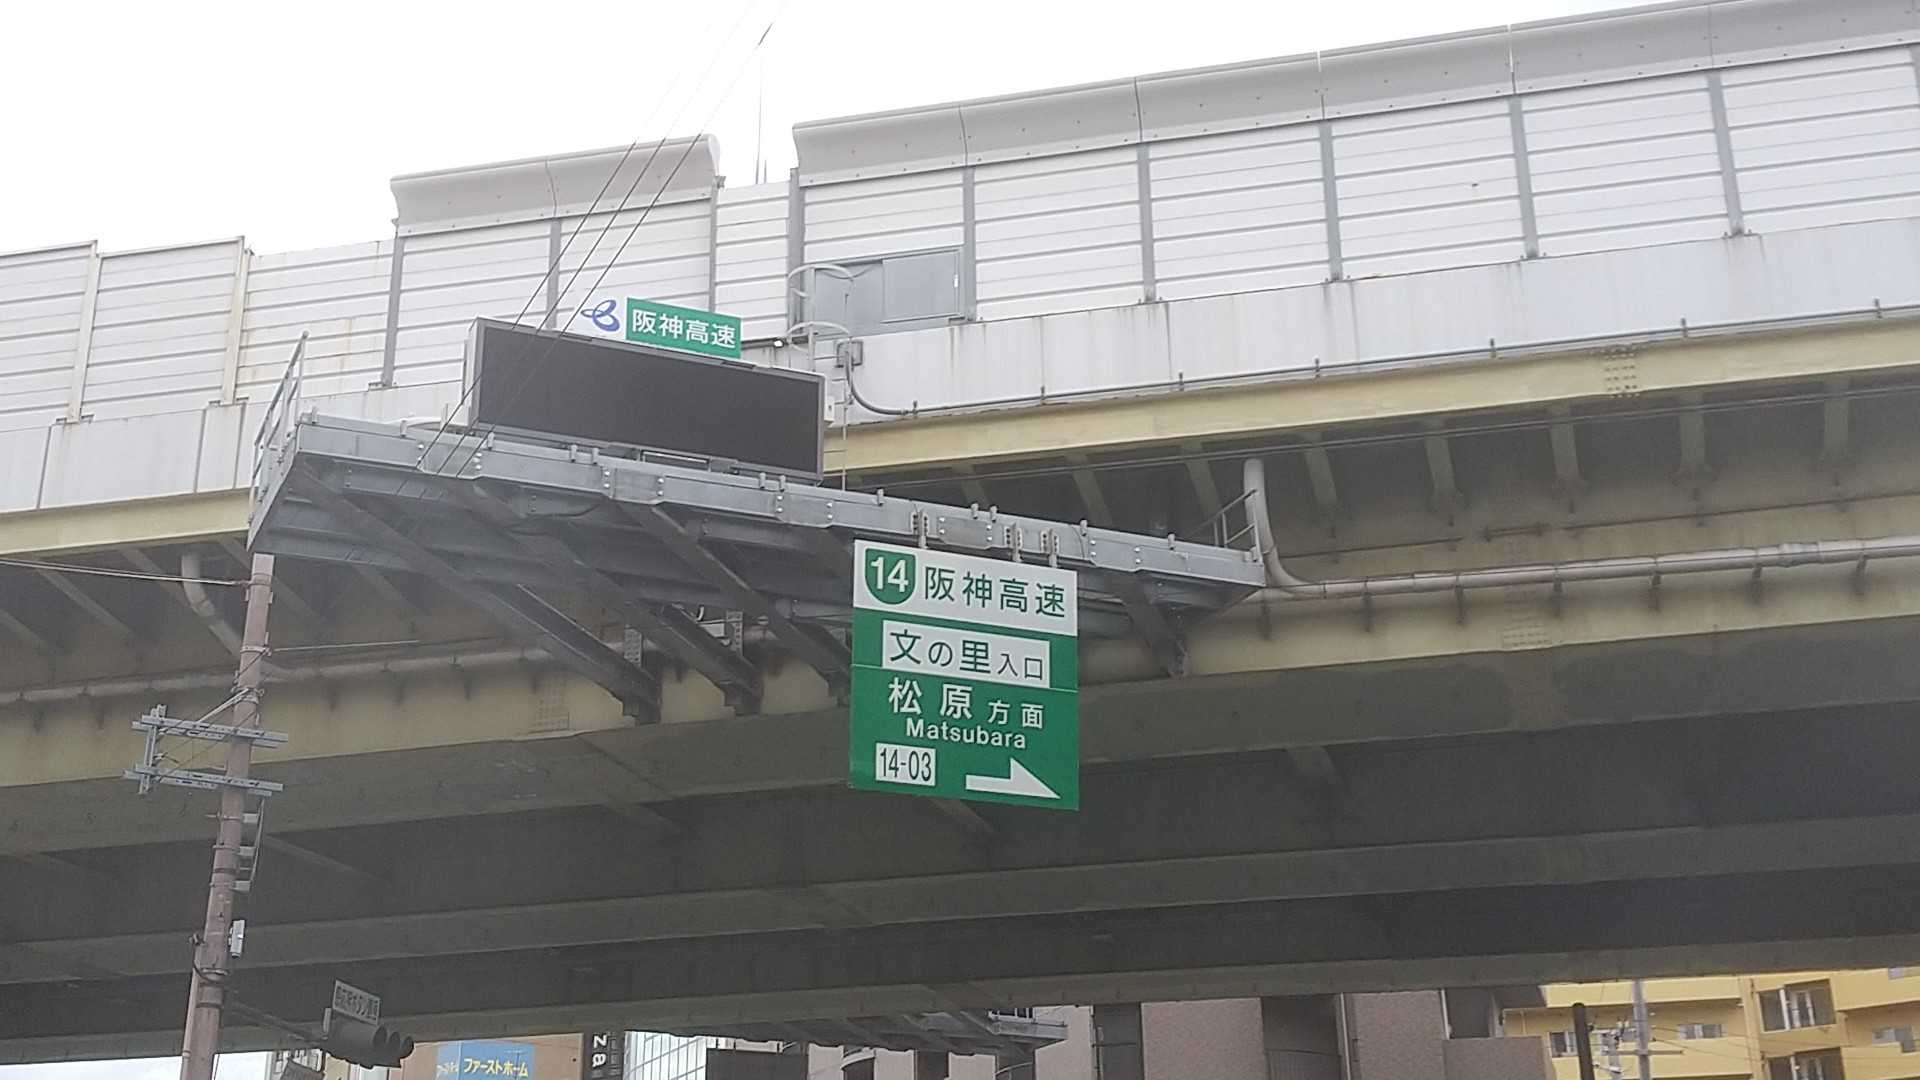 阪神高速
14 阪神高速
文の里入口
松原方面
Matsubara
14-03
ファーストホーム
za